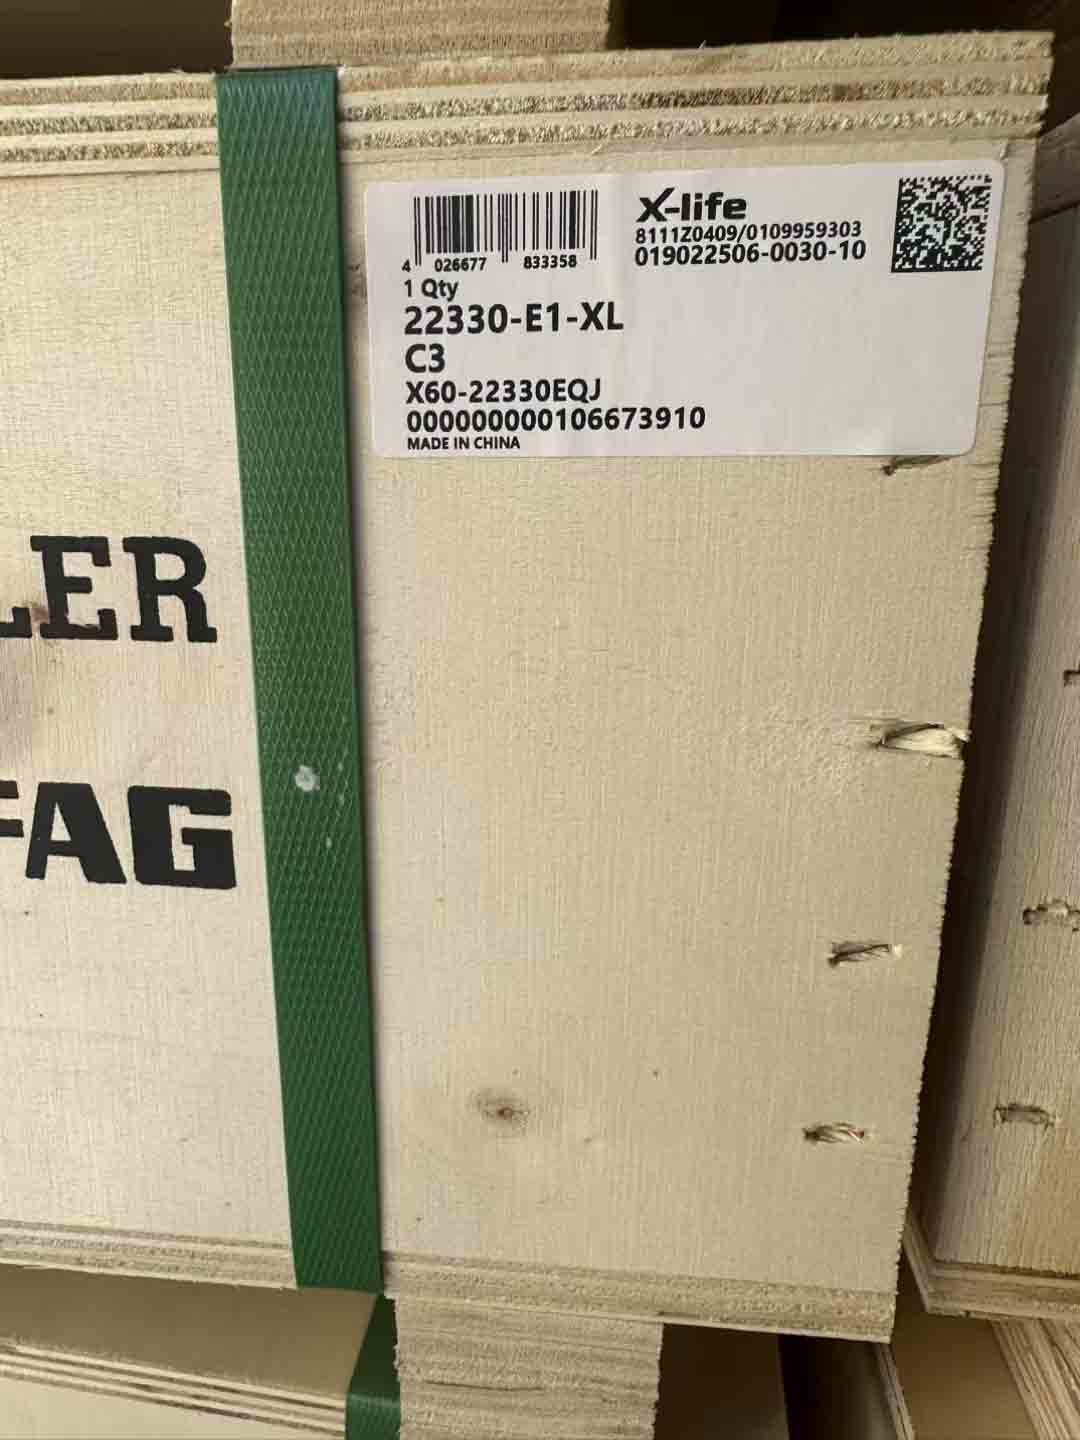 X-life
8111Z0409/0109959303
019022506-0030-10
4 026677 833358
1 Qty
22330-E1-XL
C3
X60-22330EQJ
000000000106673910
MADE IN CHINA
LER
FAG